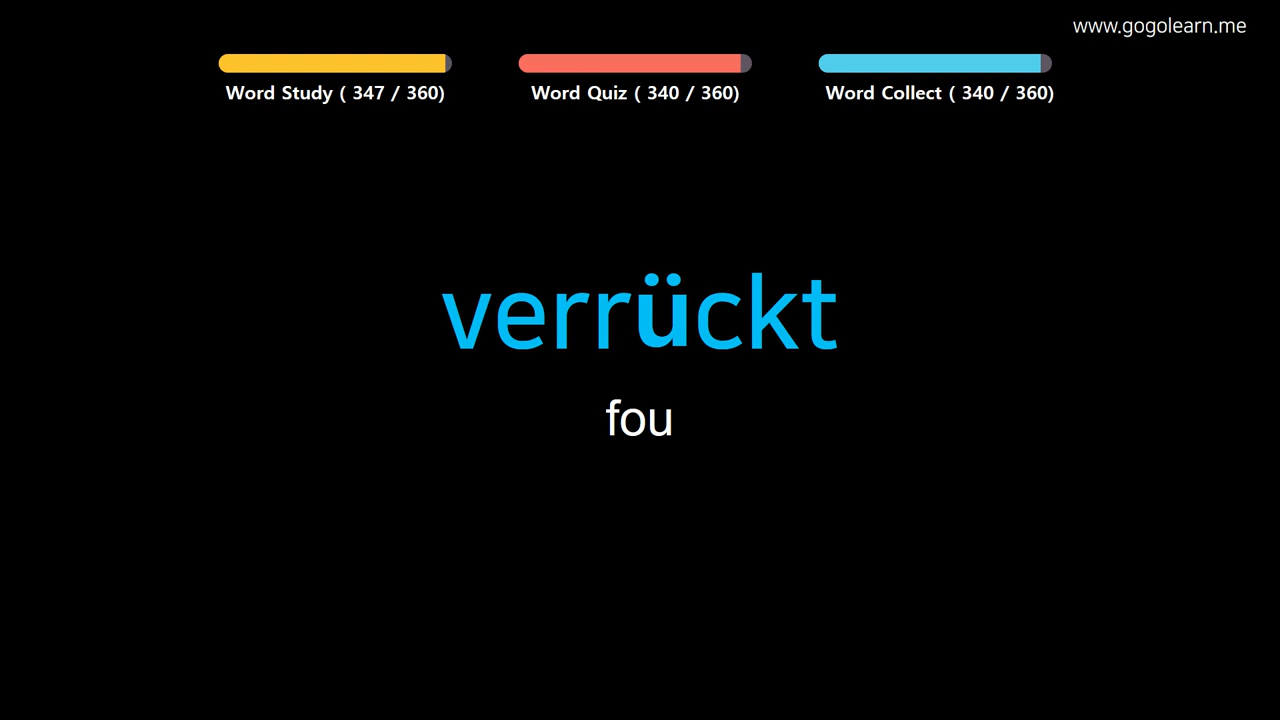 www.gogolearn.me
Word Study ( 347 / 360)
Word Quiz ( 340 / 360)
Word Collect ( 340 / 360)
verrückt
fou